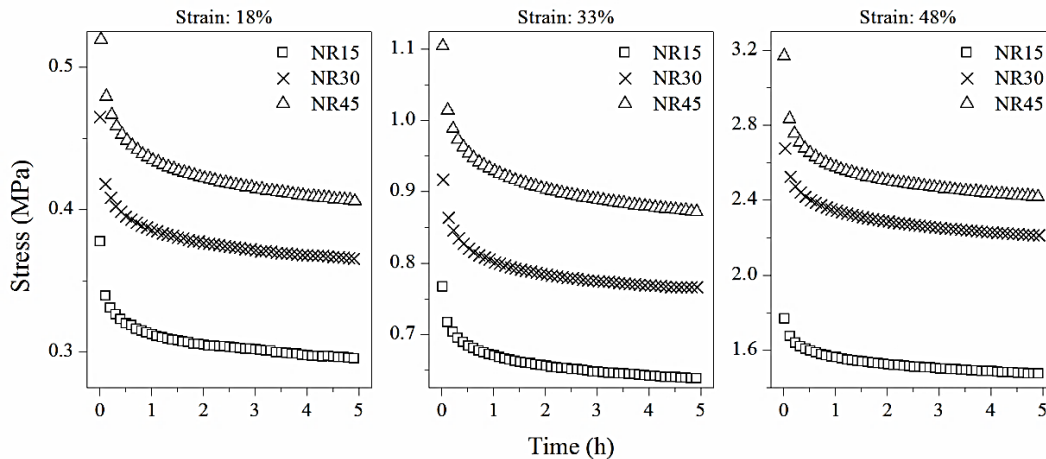 Strain: 18%
Strain: 33%
Strain: 48%
NR15
NR30
NR45
NR15
NR30
NR45
NR15
NR30
NR45
Stress (MPa)
0.5
0.4
0.3
1.1
1.0
0.9
0.8
0.7
3.2
2.8
2.4
2.0
1.6
0 1 2 3 4 5
0 1 2 3 4 5
0 1 2 3 4 5
Time (h)